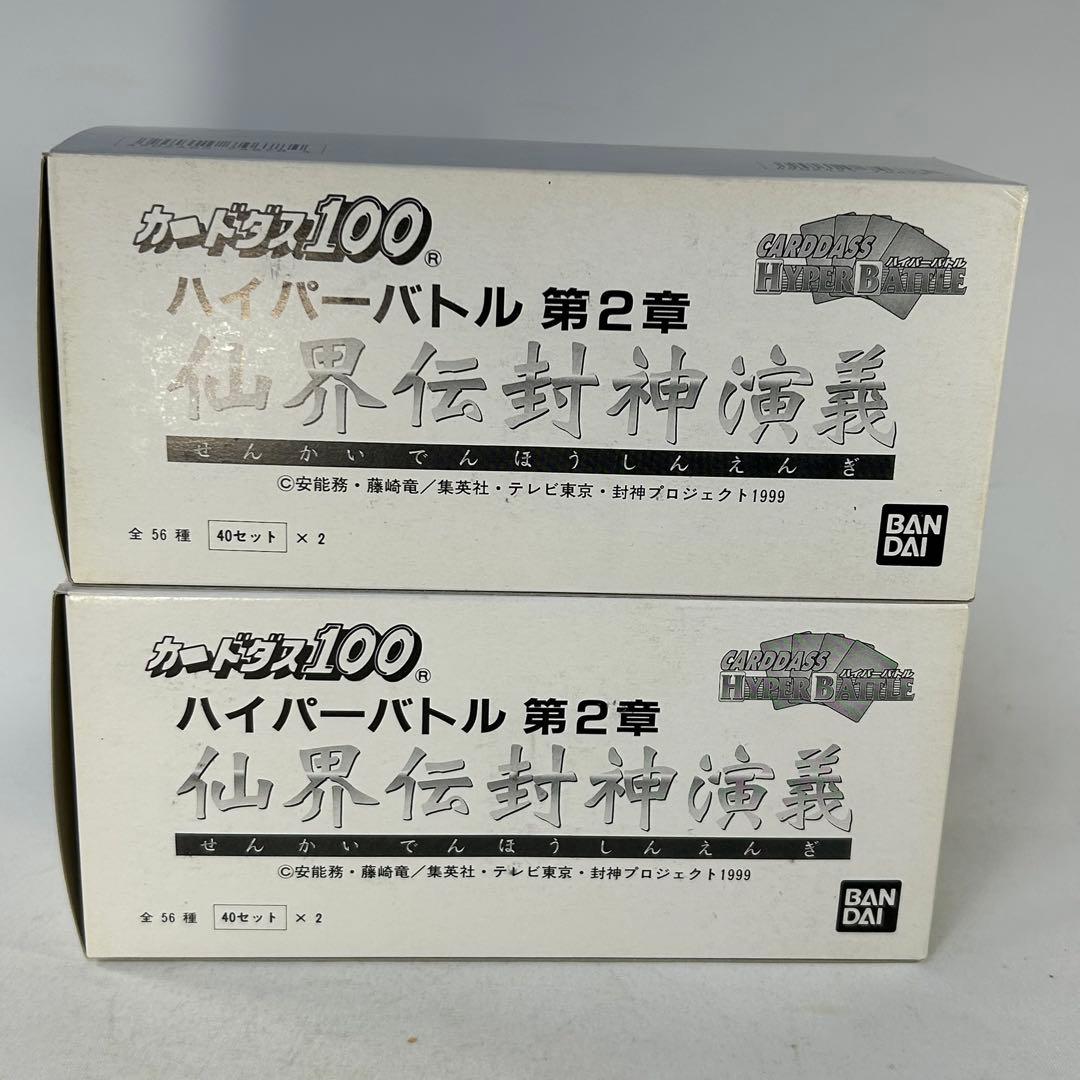 カードダス100®
CARDDASS
ハイパーバトル
HYPER BATTLE
ハイパーバトル 第2章
仙界伝封神演義
せんかいでんほうしんえんぎ
©安能務・藤崎竜／集英社・テレビ東京・封神プロジェクト1999
全 56 種 40セット × 2
BAN
DAI
カードダス100®
CARDDASS
ハイパーバトル
HYPER BATTLE
ハイパーバトル 第2章
仙界伝封神演義
せんかいでんほうしんえんぎ
©安能務・藤崎竜／集英社・テレビ東京・封神プロジェクト1999
全 56 種 40セット × 2
BAN
DAI